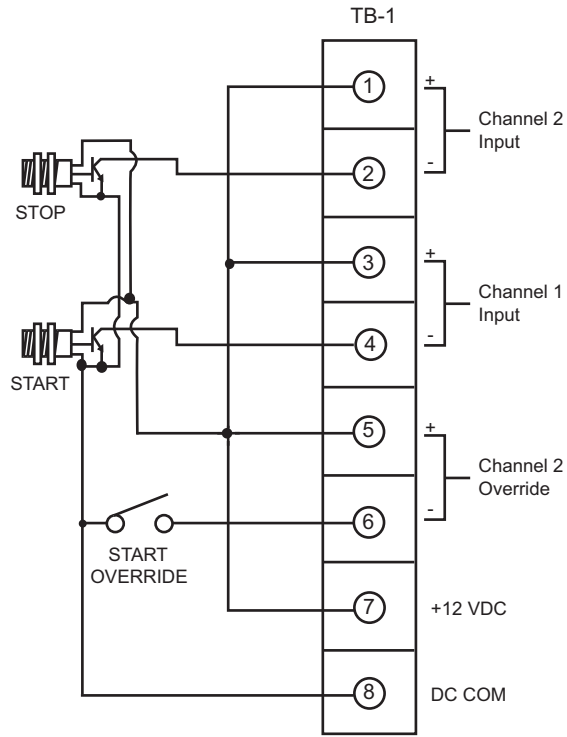 TB-1
1
+
Channel 2
Input
2
-
STOP
3
+
Channel 1
Input
4
-
START
5
+
Channel 2
Override
6
-
START
OVERRIDE
7
+12 VDC
8
DC COM